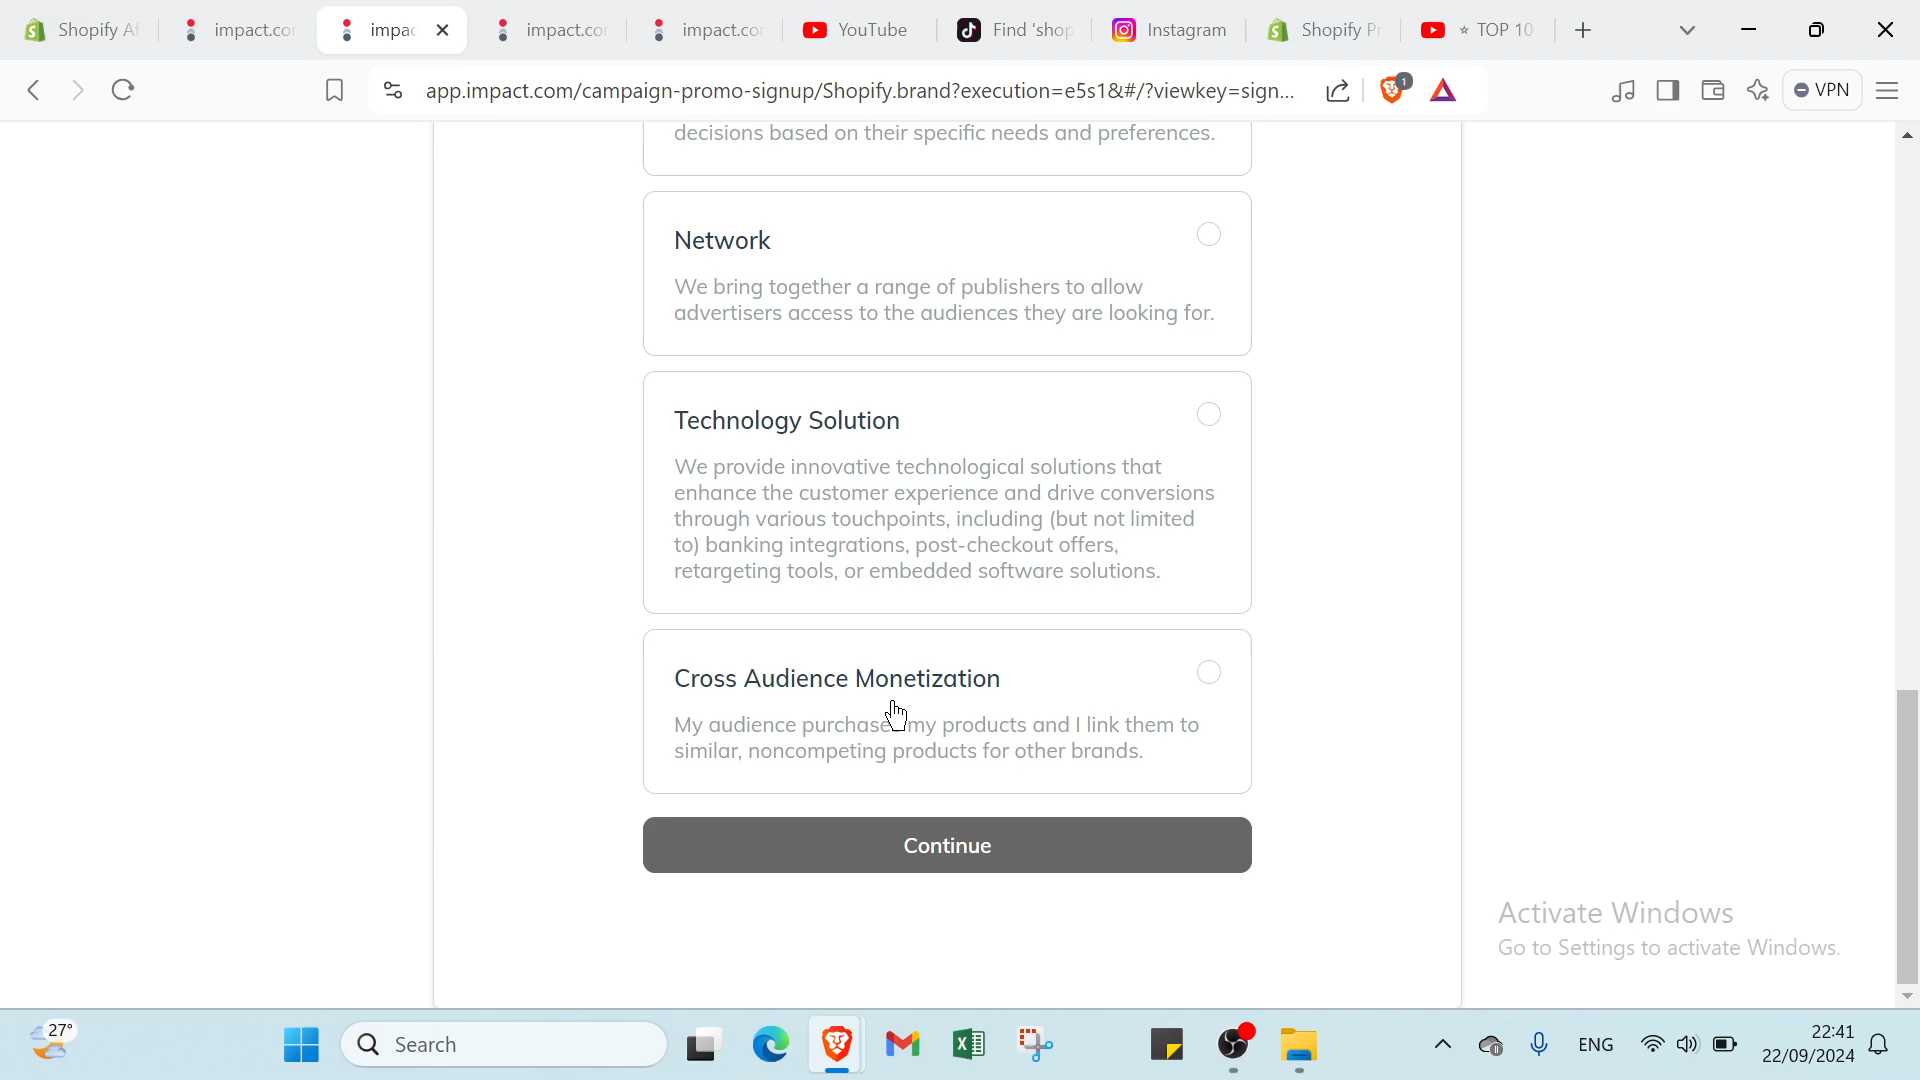 Shopify Af
impact.co
impac
impact.co
impact.co
YouTube
Find 'shop
Instagram
Shopify Pr
⭐ TOP 10
app.impact.com/campaign-promo-signup/Shopify.brand?execution=e5s1&#/?viewkey=sign...
1
VPN
decisions based on their specific needs and preferences.
Network
We bring together a range of publishers to allow
advertisers access to the audiences they are looking for.
Technology Solution
We provide innovative technological solutions that
enhance the customer experience and drive conversions
through various touchpoints, including (but not limited
to) banking integrations, post-checkout offers,
retargeting tools, or embedded software solutions.
Cross Audience Monetization
My audience purchases my products and I link them to
similar, noncompeting products for other brands.
Continue
Activate Windows
Go to Settings to activate Windows.
27°
Search
ENG
22:41
22/09/2024